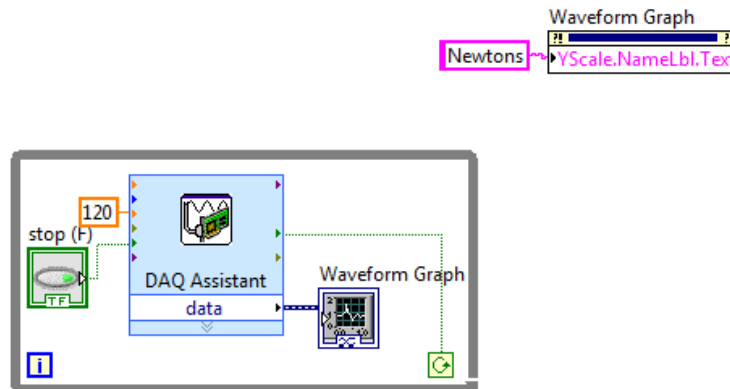 Waveform Graph
Newtons
YScale.NameLbl.Tex
120
stop (F)
TF
DAQ Assistant
data
Waveform Graph
i